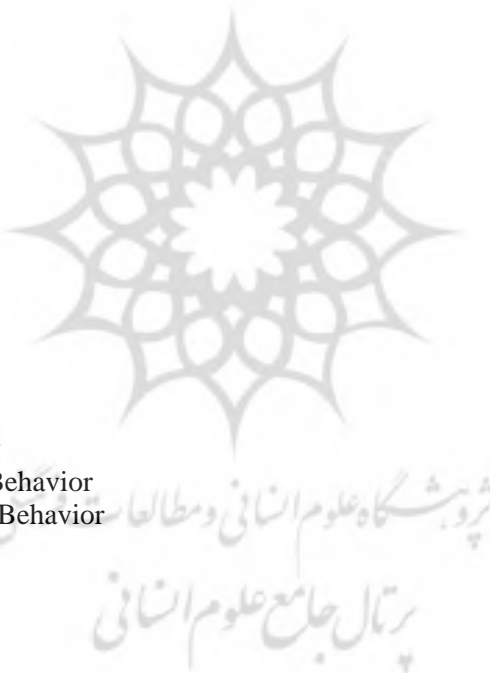 Behavior
Behavior
پژوهشگاه علوم انسانی و مطالعات فرهنگی
پرتال جامع علوم انسانی